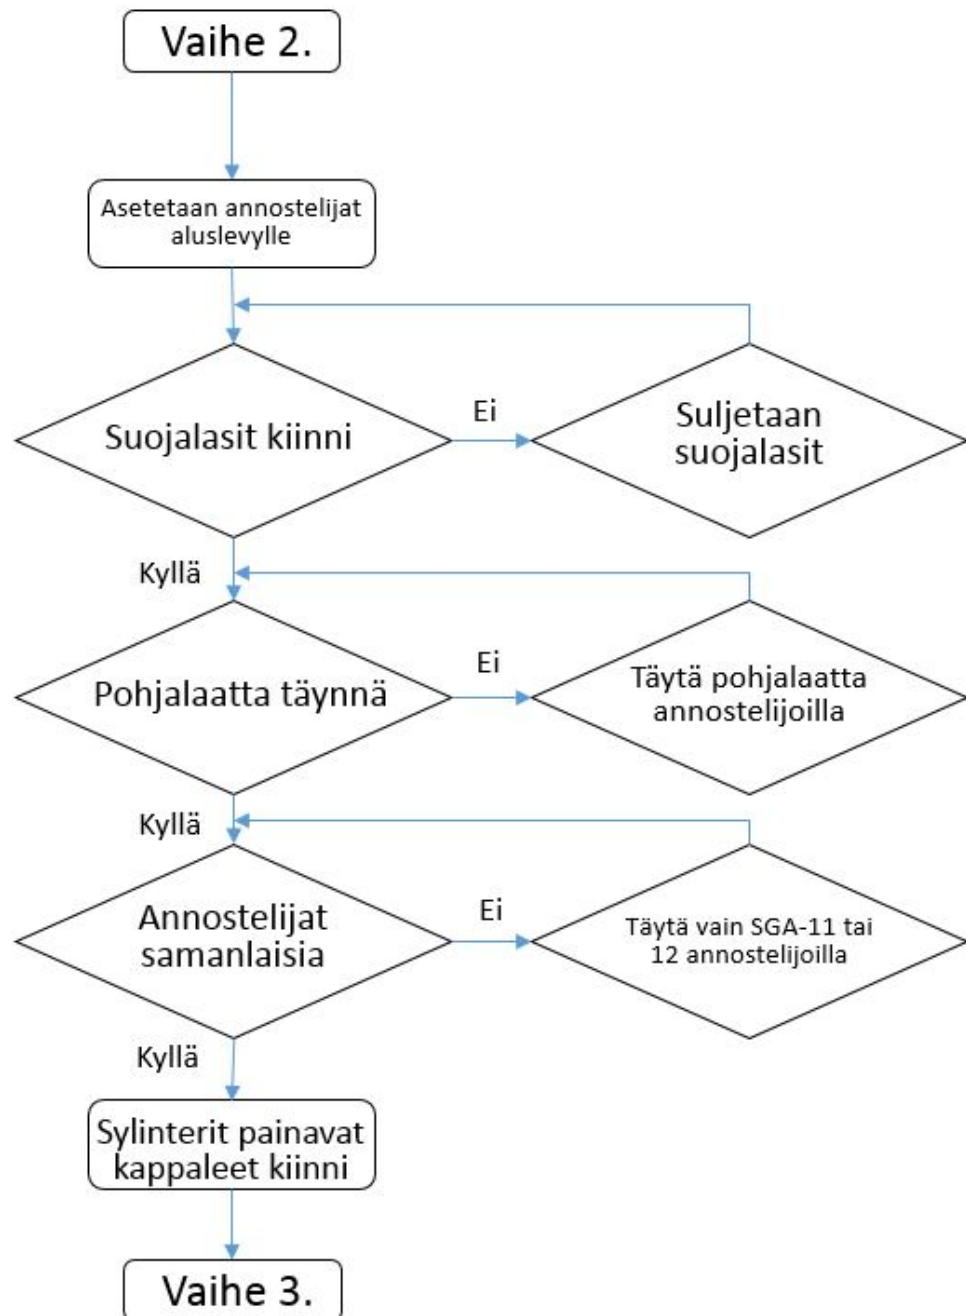 Vaihe 2.
Asetetaan annostelijat
aluslevylle
Suojalasit kiinni
Ei
Suljetaan
suojalasit
Kyllä
Pohjalaatta täynnä
Ei
Täytä pohjalaatta
annostelijoilla
Kyllä
Annostelijat
samanlaisia
Ei
Täytä vain SGA-11 tai
12 annostelijoilla
Kyllä
Sylinterit painavat
kappaleet kiinni
Vaihe 3.